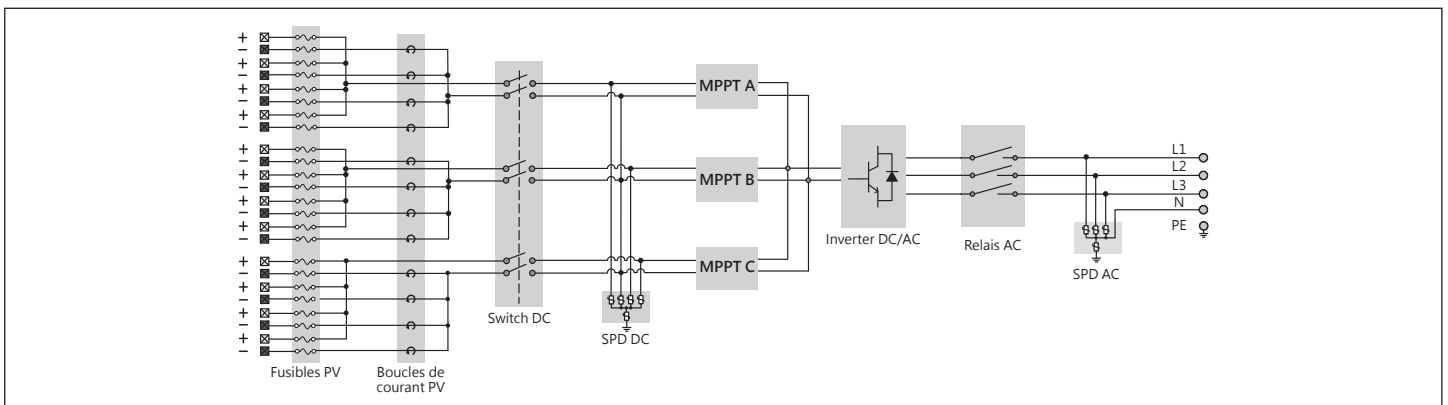 +
−
+
−
+
−
+
−
+
−
+
−
+
−
+
−
+
−
+
−
+
−
+
−
Fusibles PV
Boucles de
courant PV
Switch DC
SPD DC
MPPT A
MPPT B
MPPT C
Inverter DC/AC
Relais AC
SPD AC
L1
L2
L3
N
PE